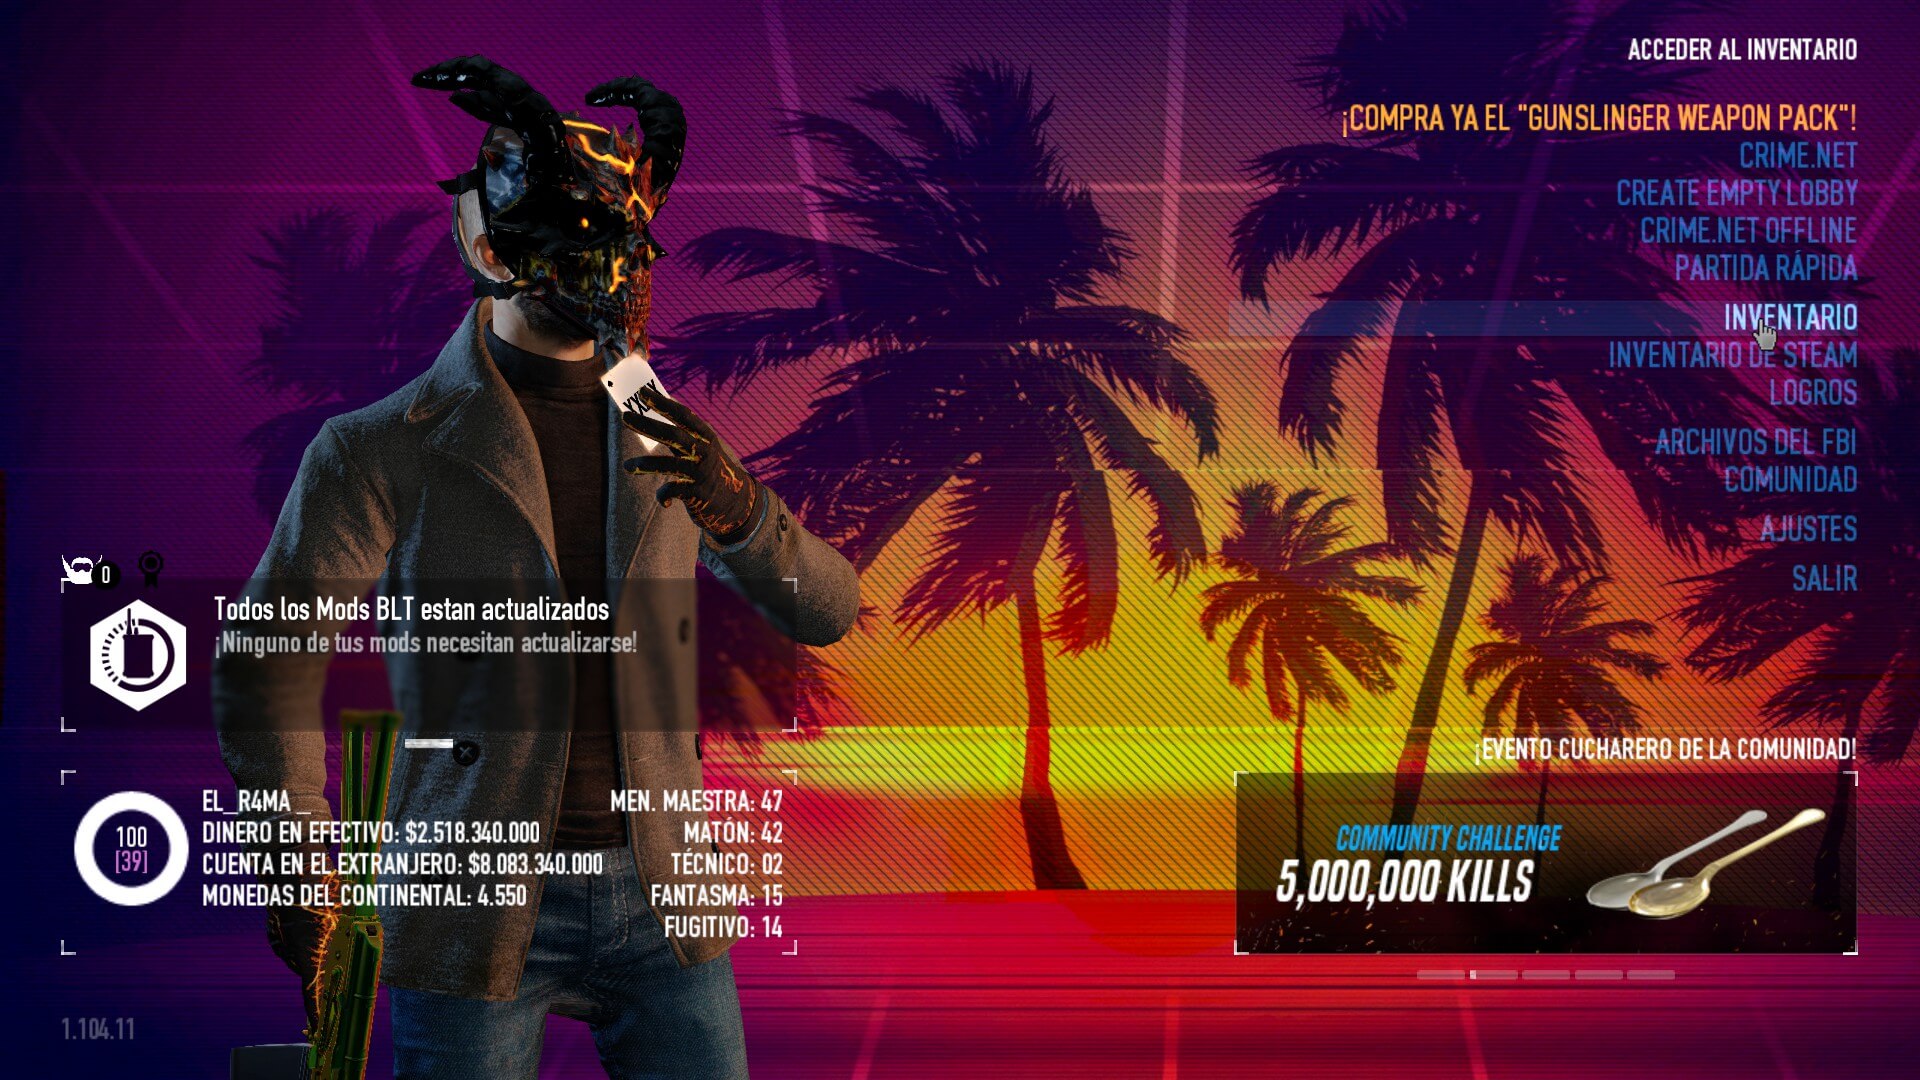 ACCEDER AL INVENTARIO
¡COMPRA YA EL "GUNSLINGER WEAPON PACK"!
CRIME.NET
CREATE EMPTY LOBBY
CRIME.NET OFFLINE
PARTIDA RÁPIDA
INVENTARIO
INVENTARIO DE STEAM
LOGROS
ARCHIVOS DEL FBI
COMUNIDAD
AJUSTES
SALIR
0
Todos los Mods BLT estan actualizados
¡Ninguno de tus mods necesitan actualizarse!
100
[39]
EL_R4MA _
DINERO EN EFECTIVO: $2.518.340.000
CUENTA EN EL EXTRANJERO: $8.083.340.000
MONEDAS DEL CONTINENTAL: 4.550
MEN. MAESTRA: 47
MATÓN: 42
TÉCNICO: 02
FANTASMA: 15
FUGITIVO: 14
¡EVENTO CUCHARERO DE LA COMUNIDAD!
COMMUNITY CHALLENGE
5,000,000 KILLS
1.104.11